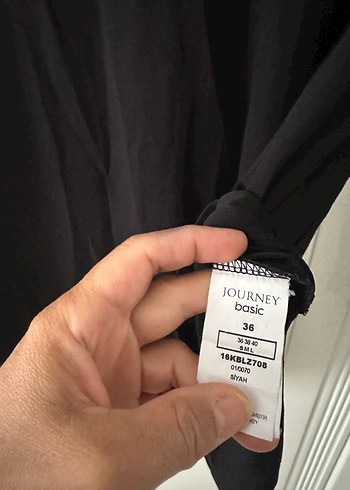 JOURNEY
basic
36
36 38 40
S M L
16KBLZ708
01/0070
SİYAH